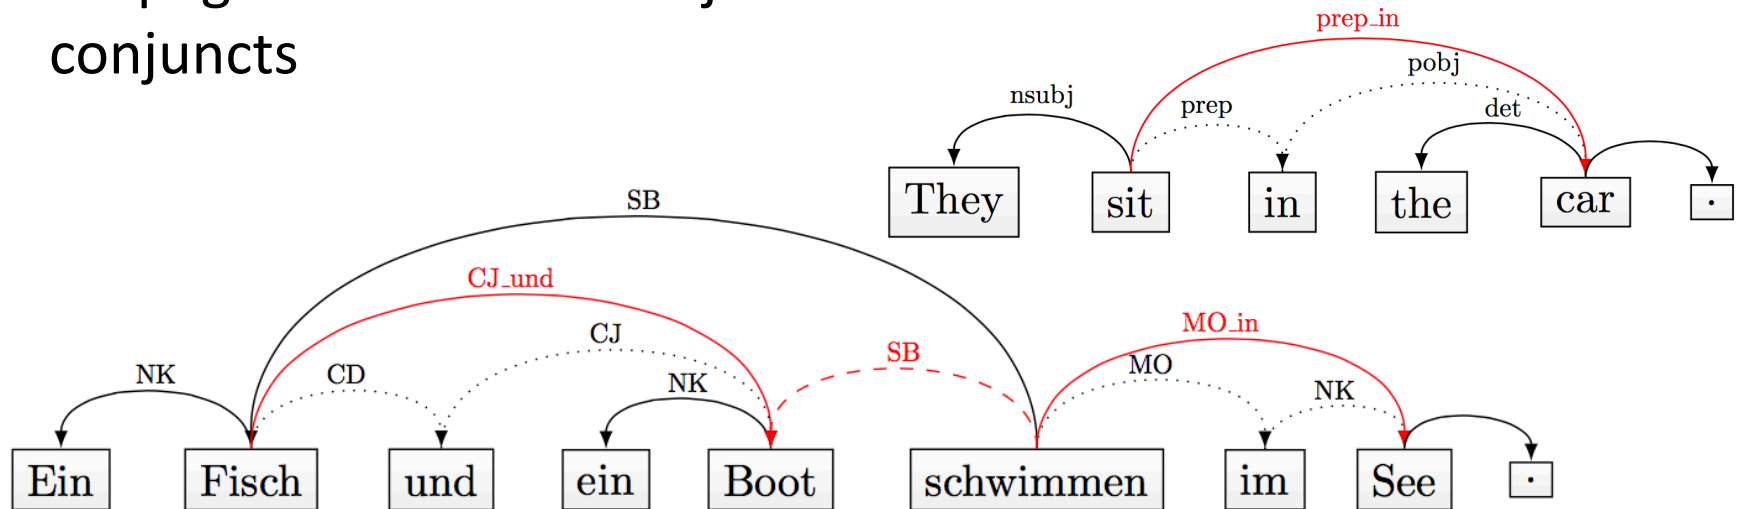 conjuncts
prep_in
pobj
nsubj
prep
det
They sit in the car .
SB
CJ_und
CJ
MO_in
SB
MO
NK
CD
NK
NK
Ein Fisch und ein Boot schwimmen im See .